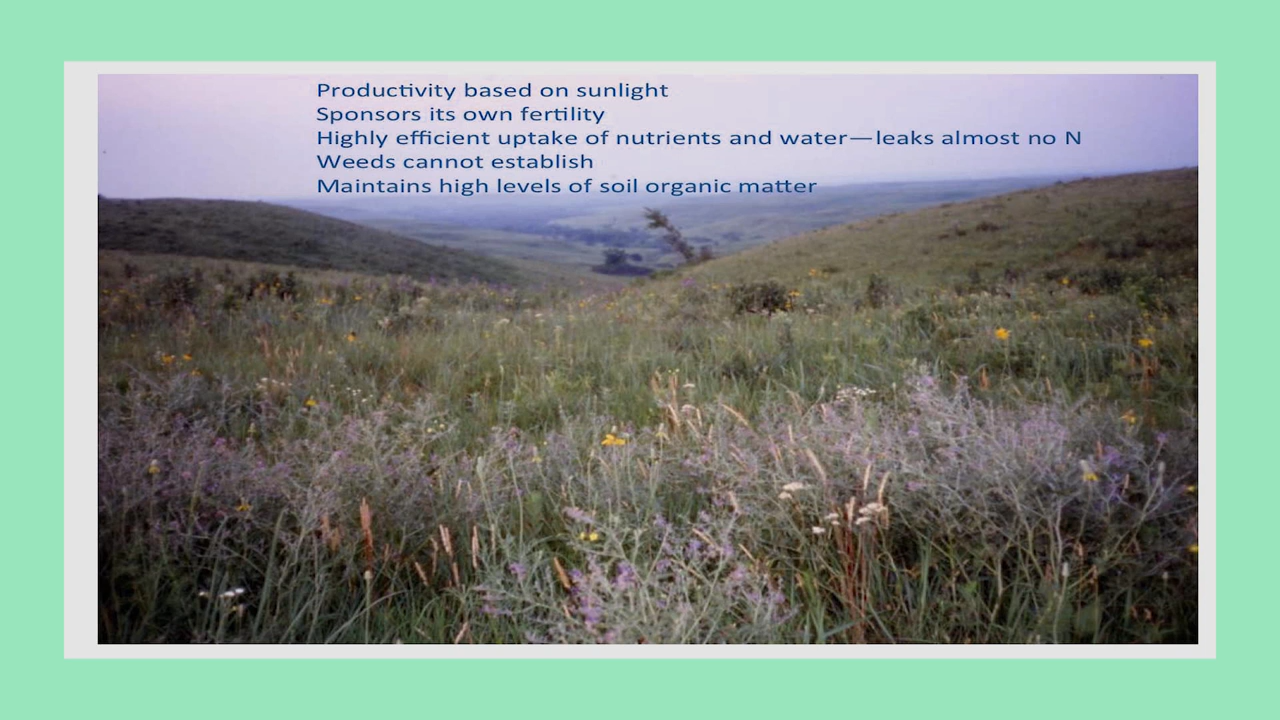 Productivity based on sunlight
Sponsors its own fertility
Highly efficient uptake of nutrients and water—leaks almost no N
Weeds cannot establish
Maintains high levels of soil organic matter